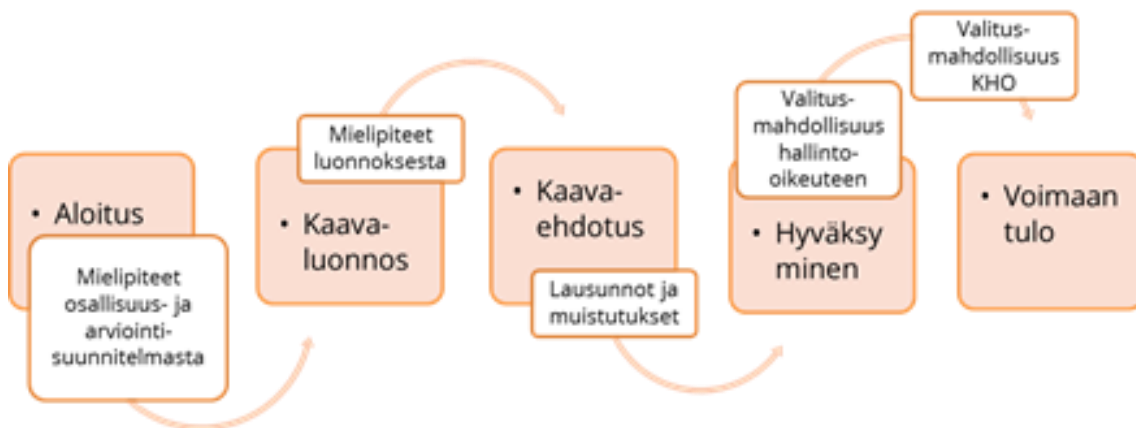 • Aloitus
Mielipiteet
osallisuus- ja
arviointi-
suunnitelmasta
Mielipiteet
luonnoksesta
• Kaava-
luonnos
• Kaava-
ehdotus
Lausunnot ja
muistutukset
Valitus-
mahdollisuus
hallinto-
oikeuteen
• Hyväksy
minen
Valitus-
mahdollisuus
KHO
• Voimaan
tulo